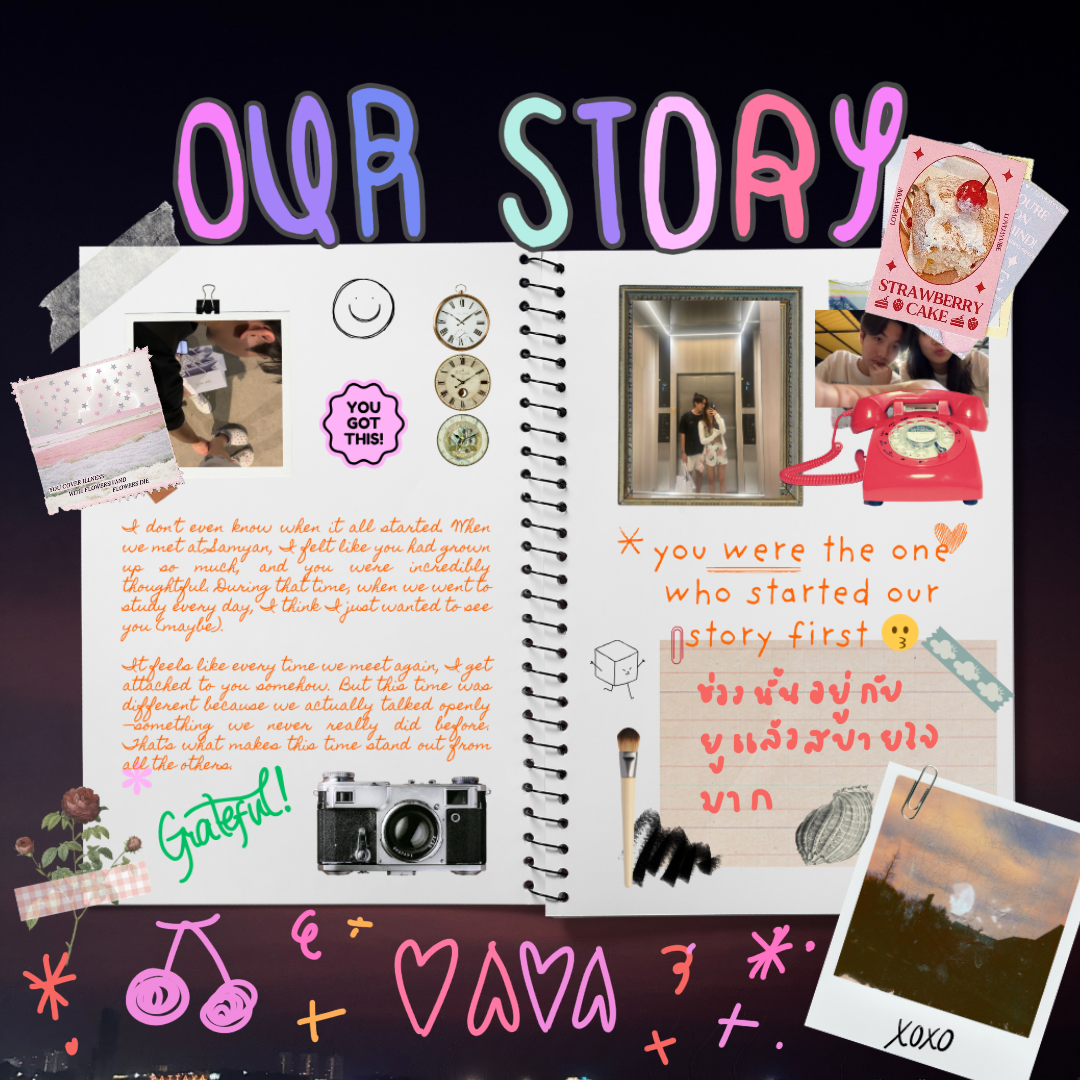 OUR STORY
STRAWBERRY
CAKE
YOU
GOT
THIS!
YOU COVER ILLNESS
WITH FLOWERS AND
FLOWERS DIE
I don't even know when it all started. When
we met at Samyan, I felt like you had grown
up so much, and you were incredibly
thoughtful. During that time, when we went to
study every day, I think I just wanted to see
you (maybe).
It feels like every time we meet again, I get
attached to you somehow. But this time was
different because we actually talked openly
—something we never really did before.
That's what makes this time stand out from
all the others.
Grateful!
you were the one
who started our
story first
ช่วงนั้นอยู่กับ
ยูแล้วสบายใจ
มาก
XOXO
PATTAYA